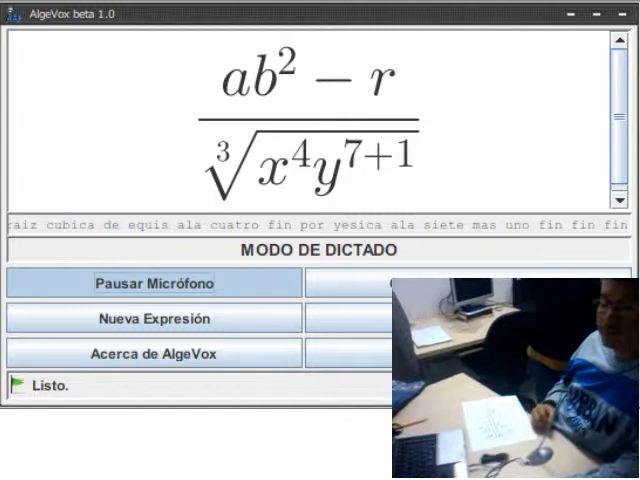 AlgeVox beta 1.0
ab² − r
∛x⁴y⁷⁺¹
raiz cubica de equis ala cuatro fin por yesica ala siete mas uno fin fin fin
MODO DE DICTADO
Pausar Micrófono
Nueva Expresión
Acerca de AlgeVox
Listo.